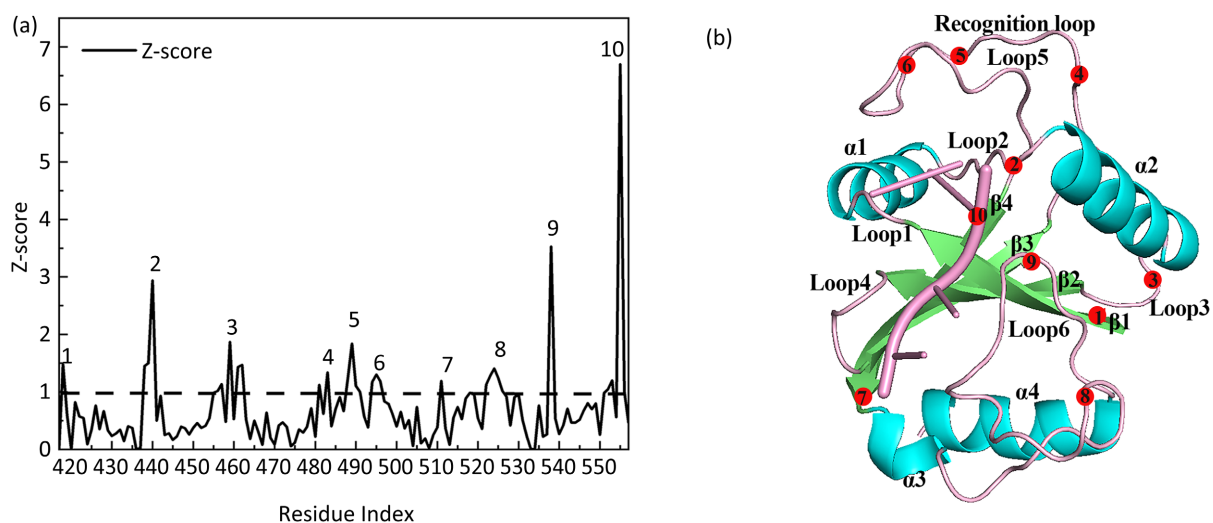 (a)
Z-score
7
6
5
4
3
2
1
0
Z-score
1
2
3
4
5
6
7
8
9
10
420 430 440 450 460 470 480 490 500 510 520 530 540 550
Residue Index
(b)
Recognition loop
5
6
Loop5
4
α1
Loop2
2
α2
10
β4
Loop1
β3
9
Loop4
β2
3
Loop3
1
β1
Loop6
7
α4
8
α3